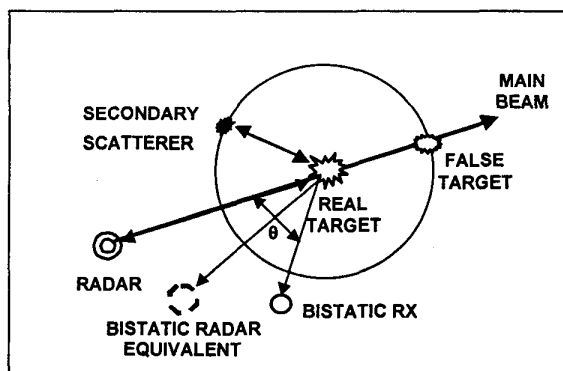 MAIN
BEAM
SECONDARY
SCATTERER
FALSE
TARGET
REAL
TARGET
θ
RADAR
BISTATIC RX
BISTATIC RADAR
EQUIVALENT